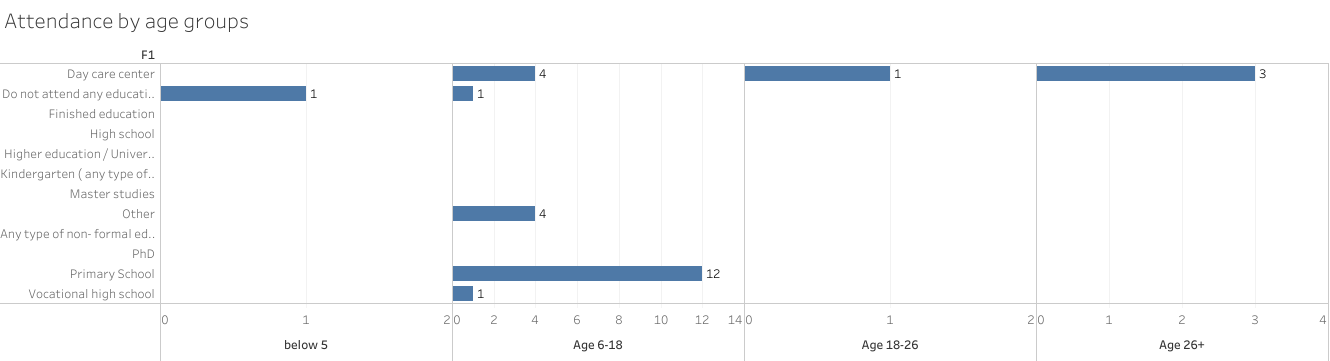 Attendance by age groups
F1
Day care center 4 1 3
Do not attend any educati.. 1 1
Finished education
High school
Higher education / Univer..
Kindergarten ( any type of..
Master studies
Other 4
Any type of non- formal ed..
PhD
Primary School 12
Vocational high school 1
0 1 2 0 2 4 6 8 10 12 14 0 1 2 0 1 2 3 4
below 5 Age 6-18 Age 18-26 Age 26+